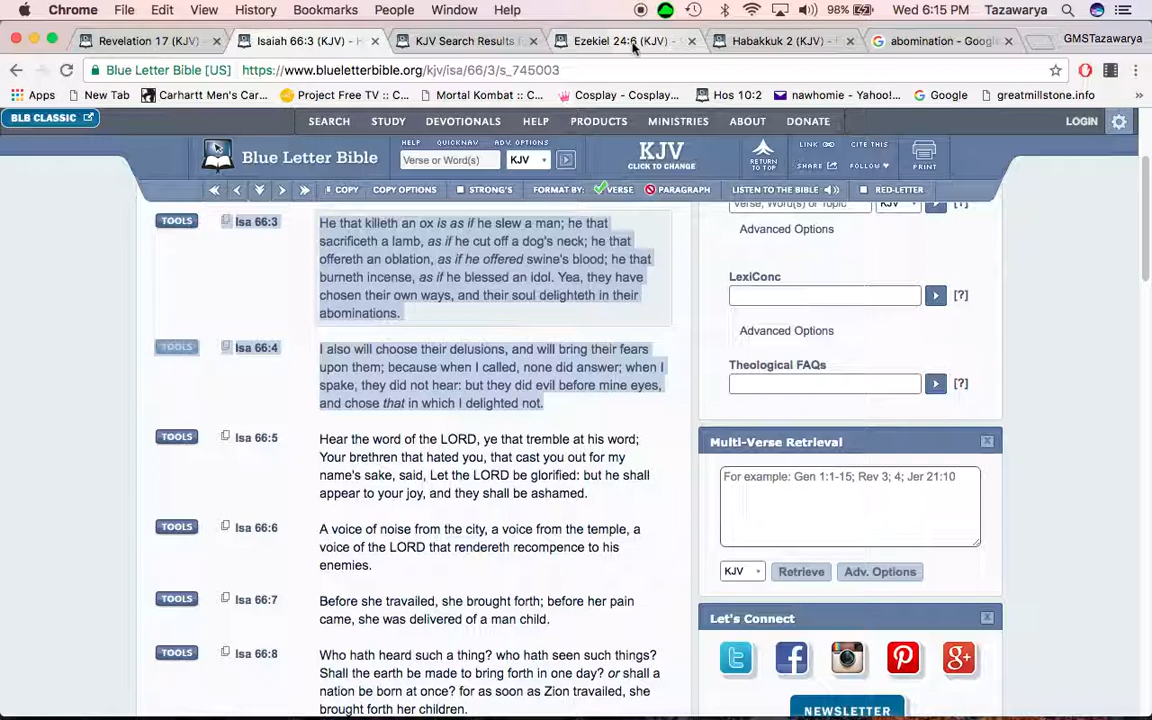 Chrome File Edit View History Bookmarks People Window Help 98% Wed 6:15 PM Tazawarya
Revelation 17 (KJV) Isaiah 66:3 (KJV) - H KJV Search Results f Ezekiel 24:6 (KJV) - Habakkuk 2 (KJV) - F abomination - Google GMSTazawarya
Blue Letter Bible [US] https://www.blueletterbible.org/kjv/isa/66/3/s_745003
Apps New Tab Carhartt Men's Car... Project Free TV :: C... Mortal Kombat :: C... Cosplay - Cosplay... Hos 10:2 nawhomie - Yahoo!... Google greatmillstone.info »
BLB CLASSIC SEARCH STUDY DEVOTIONALS HELP PRODUCTS MINISTRIES ABOUT DONATE LOGIN
HELP QUICKNAV ADV. OPTIONS
Blue Letter Bible Verse or Word(s) KJV KJV CLICK TO CHANGE RETURN TO TOP LINK CITE THIS SHARE FOLLOW PRINT
COPY COPY OPTIONS STRONG'S FORMAT BY: VERSE PARAGRAPH LISTEN TO THE BIBLE RED-LETTER
TOOLS Isa 66:3 He that killeth an ox is as if he slew a man; he that
sacrificeth a lamb, as if he cut off a dog's neck; he that
offereth an oblation, as if he offered swine's blood; he that
burneth incense, as if he blessed an idol. Yea, they have
chosen their own ways, and their soul delighteth in their
abominations.
TOOLS Isa 66:4 I also will choose their delusions, and will bring their fears
upon them; because when I called, none did answer; when I
spake, they did not hear: but they did evil before mine eyes,
and chose that in which I delighted not.
TOOLS Isa 66:5 Hear the word of the LORD, ye that tremble at his word;
Your brethren that hated you, that cast you out for my
name's sake, said, Let the LORD be glorified: but he shall
appear to your joy, and they shall be ashamed.
TOOLS Isa 66:6 A voice of noise from the city, a voice from the temple, a
voice of the LORD that rendereth recompence to his
enemies.
TOOLS Isa 66:7 Before she travailed, she brought forth; before her pain
came, she was delivered of a man child.
TOOLS Isa 66:8 Who hath heard such a thing? who hath seen such things?
Shall the earth be made to bring forth in one day? or shall a
nation be born at once? for as soon as Zion travailed, she
brought forth her children.
Verse, Word(s) or Topic KJV [?]
Advanced Options
LexiConc
[?]
Advanced Options
Theological FAQs
[?]
Multi-Verse Retrieval
For example: Gen 1:1-15; Rev 3; 4; Jer 21:10
KJV Retrieve Adv. Options
Let's Connect
NEWSLETTER